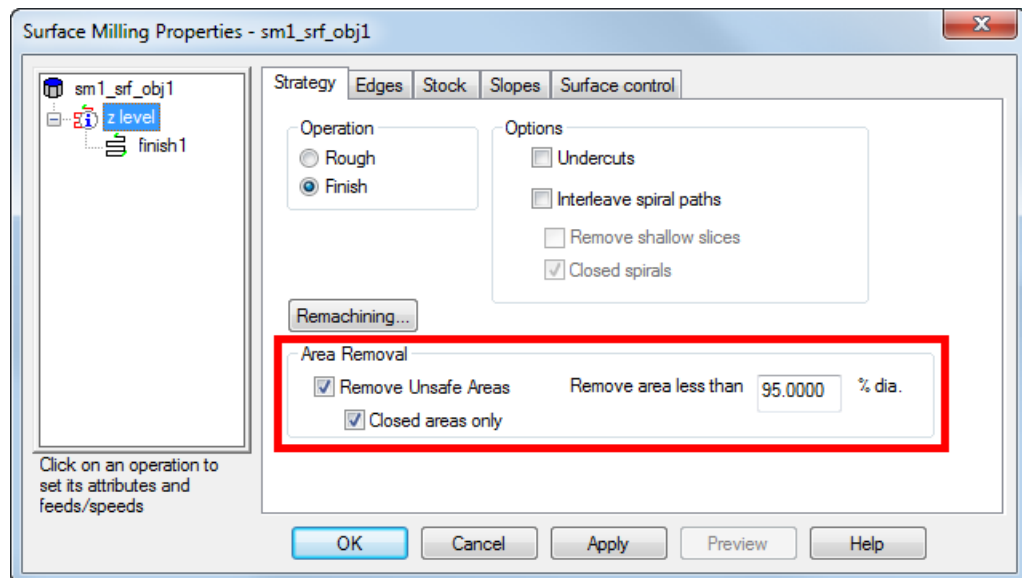 Surface Milling Properties - sm1_srf_obj1
X
sm1_srf_obj1
z level
finish1
Click on an operation to
set its attributes and
feeds/speeds
Strategy Edges Stock Slopes Surface control
Operation
Rough
Finish
Options
Undercuts
Interleave spiral paths
Remove shallow slices
Closed spirals
Remachining...
Area Removal
Remove Unsafe Areas Remove area less than 95.0000 % dia.
Closed areas only
OK Cancel Apply Preview Help